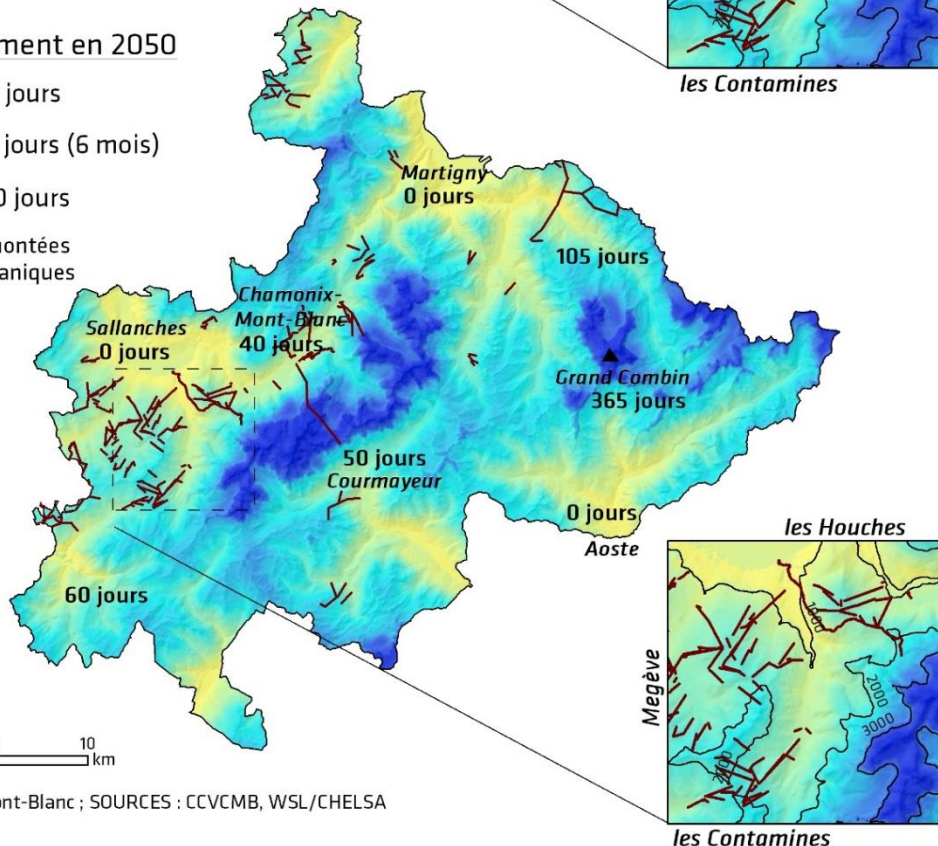 ment en 2050
jours
jours (6 mois)
0 jours
montées
aniques
les Contamines
Martigny
0 jours
105 jours
Chamonix-
Mont-Blanc
40 jours
Sallanches
0 jours
Grand Combin
365 jours
50 jours
Courmayeur
0 jours
Aoste
60 jours
10
km
les Houches
Megève
1000
2000
3000
les Contamines
ont-Blanc ; SOURCES : CCVCMB, WSL/CHELSA